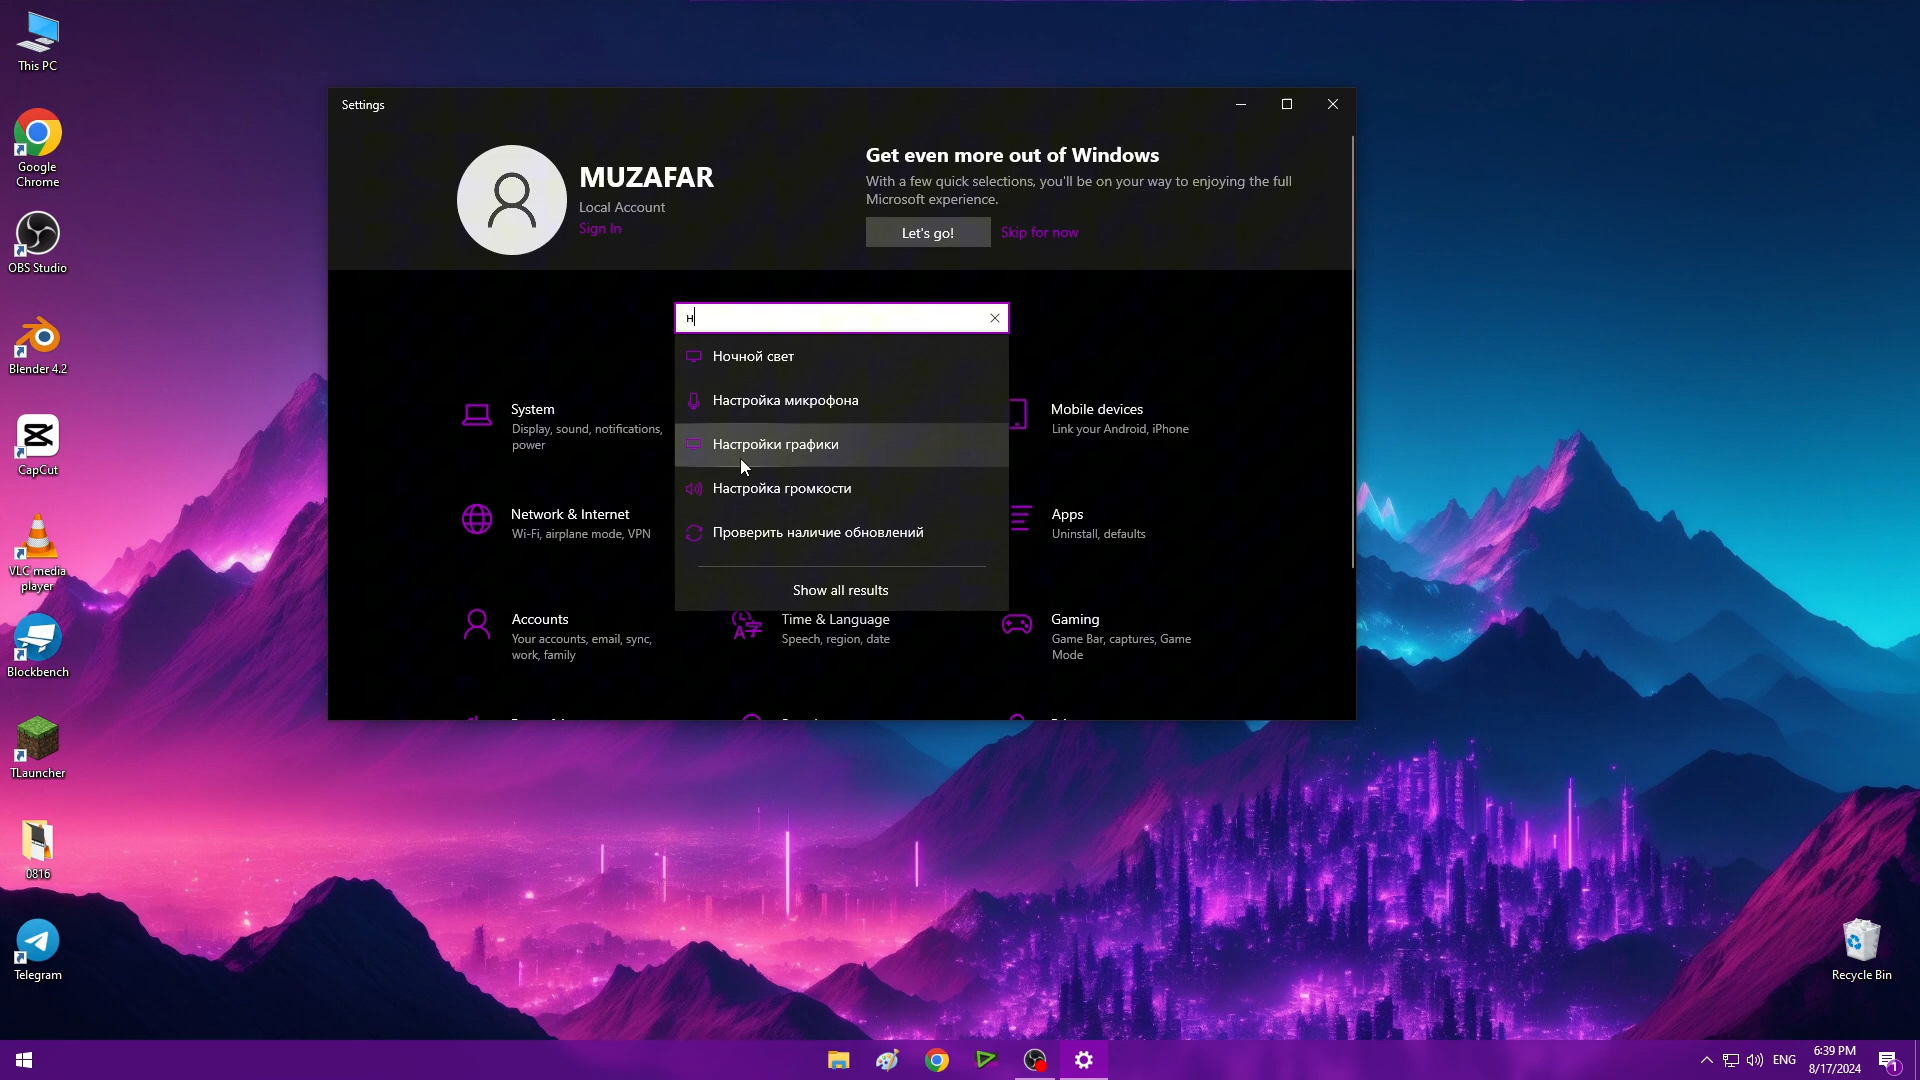 This PC
Google
Chrome
OBS Studio
Blender 4.2
CapCut
VLC media
player
Blockbench
TLauncher
0816
Telegram
Settings
MUZAFAR
Local Account
Sign In
Get even more out of Windows
With a few quick selections, you'll be on your way to enjoying the full
Microsoft experience.
Let's go!
Skip for now
н
Ночной свет
Настройка микрофона
Настройки графики
Настройка громкости
Проверить наличие обновлений
Show all results
System
Display, sound, notifications,
power
Mobile devices
Link your Android, iPhone
Network & Internet
Wi-Fi, airplane mode, VPN
Apps
Uninstall, defaults
Accounts
Your accounts, email, sync,
work, family
Time & Language
Speech, region, date
Gaming
Game Bar, captures, Game
Mode
Recycle Bin
ENG
6:39 PM
8/17/2024
1